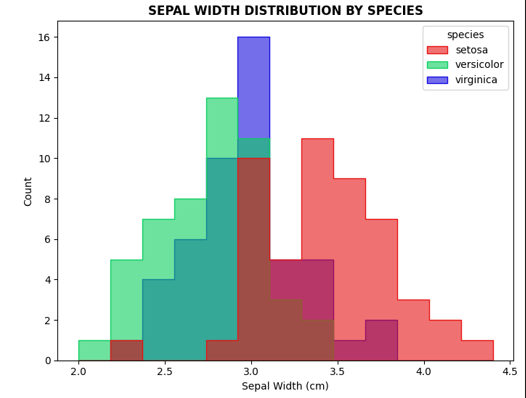 SEPAL WIDTH DISTRIBUTION BY SPECIES
species
setosa
versicolor
virginica
16
14
12
10
8
6
4
2
0
Count
2.0 2.5 3.0 3.5 4.0 4.5
Sepal Width (cm)